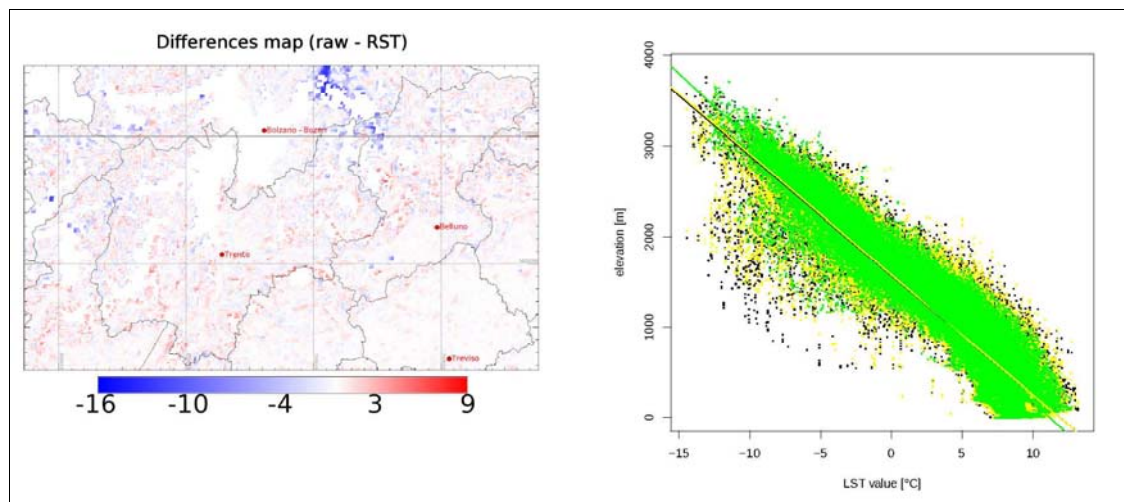 Differences map (raw - RST)
Bolzano - Bozen
Belluno
Trento
Treviso
-16 -10 -4 3 9
4000
3000
2000
1000
0
elevation [m]
-15 -10 -5 0 5 10
LST value [°C]